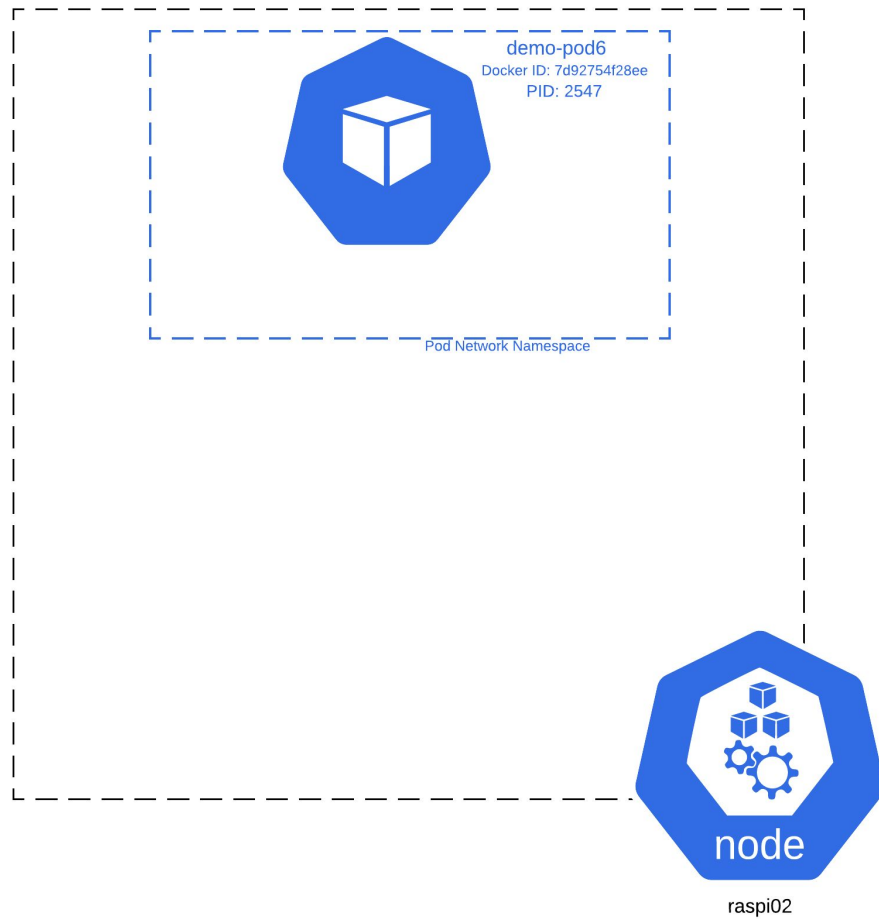 demo-pod6
Docker ID: 7d92754f28ee
PID: 2547
Pod Network Namespace
node
raspi02